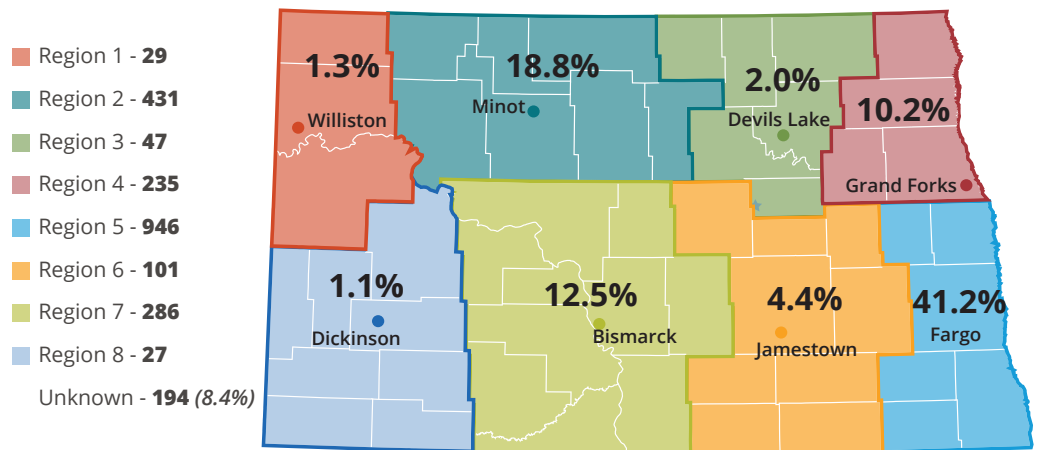 Region 1 - 29
Region 2 - 431
Region 3 - 47
Region 4 - 235
Region 5 - 946
Region 6 - 101
Region 7 - 286
Region 8 - 27
Unknown - 194 (8.4%)
1.3%
Williston
18.8%
Minot
2.0%
Devils Lake
10.2%
Grand Forks
1.1%
Dickinson
12.5%
Bismarck
4.4%
Jamestown
41.2%
Fargo